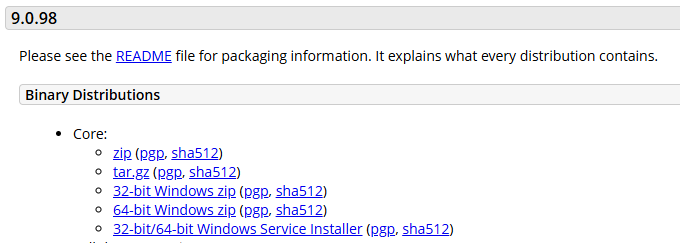 9.0.98
Please see the README file for packaging information. It explains what every distribution contains.
Binary Distributions
Core:
zip (pgp, sha512)
tar.gz (pgp, sha512)
32-bit Windows zip (pgp, sha512)
64-bit Windows zip (pgp, sha512)
32-bit/64-bit Windows Service Installer (pgp, sha512)